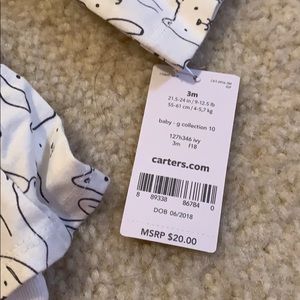 3m
21.5-24 in / 9-12.5 lb
55-61 cm / 4-5,7 kg
baby - g collection 10
127h346 ivy
3m f18
carters.com
8 89338 86784 0
DOB 06/2018
MSRP $20.00